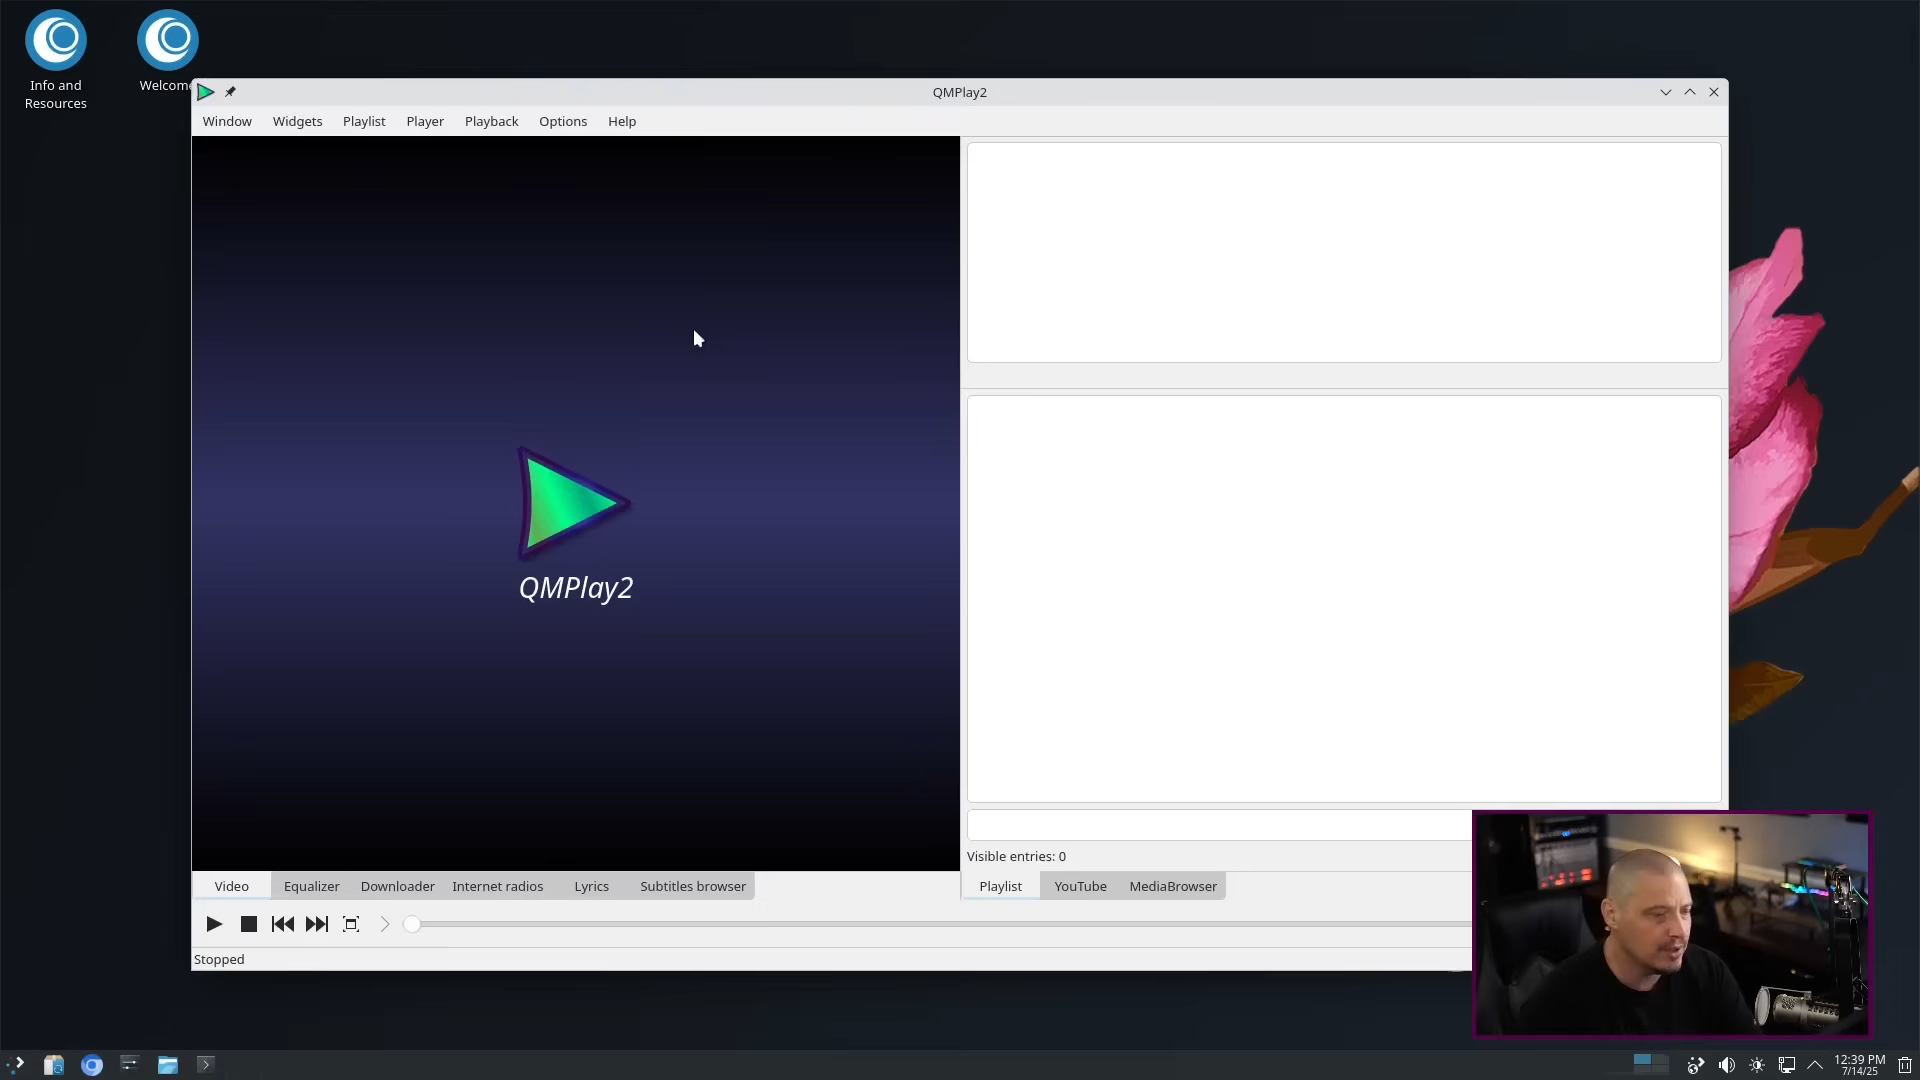 Info and
Resources
Welcome
QMPlay2
Window Widgets Playlist Player Playback Options Help
QMPlay2
Visible entries: 0
Video Equalizer Downloader Internet radios Lyrics Subtitles browser
Playlist YouTube MediaBrowser
Stopped
12:39 PM
7/14/25